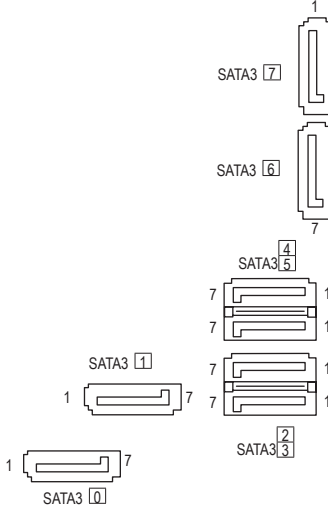 1
SATA3 7
SATA3 6
7
4
SATA3 5
7 1
7 1
SATA3 1
1 7
7 1
7 1
2
SATA3 3
1 7
SATA3 0